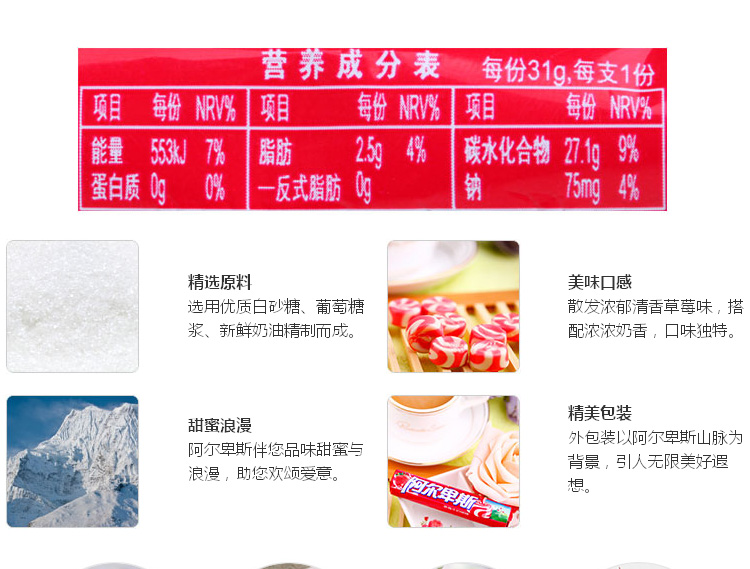 营养成分表 每份31g,每支1份
项目 每份 NRV% 项目 每份 NRV% 项目 每份 NRV%
能量 553kJ 7% 脂肪 2.5g 4% 碳水化合物 27.1g 9%
蛋白质 0g 0% 一反式脂肪 0g 钠 75mg 4%
精选原料
选用优质白砂糖、葡萄糖
浆、新鲜奶油精制而成。
美味口感
散发浓郁清香草莓味，搭
配浓浓奶香，口味独特。
甜蜜浪漫
阿尔卑斯伴您品味甜蜜与
浪漫，助您欢颂爱意。
精美包装
外包装以阿尔卑斯山脉为
背景，引人无限美好遐
想。
阿尔卑斯